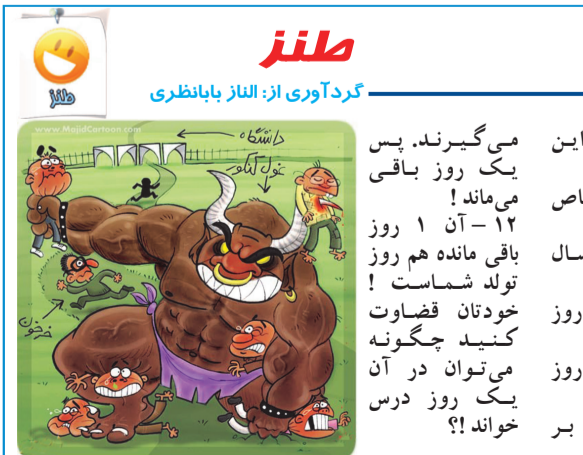 طنز
طنز
گردآوری از: الناز بابانظری
www.MajidCartoon.com
دانشگاه
غول کنکور
خرخون
می‌گیرند. پس
یک روز باقی
می‌ماند!
۱۲ – آن ۱ روز
باقی مانده هم روز
تولد شماست !
خودتان قضاوت
کنید چگونه
می‌توان در آن
یک روز درس
خواند !؟
این
روز
روز
بر